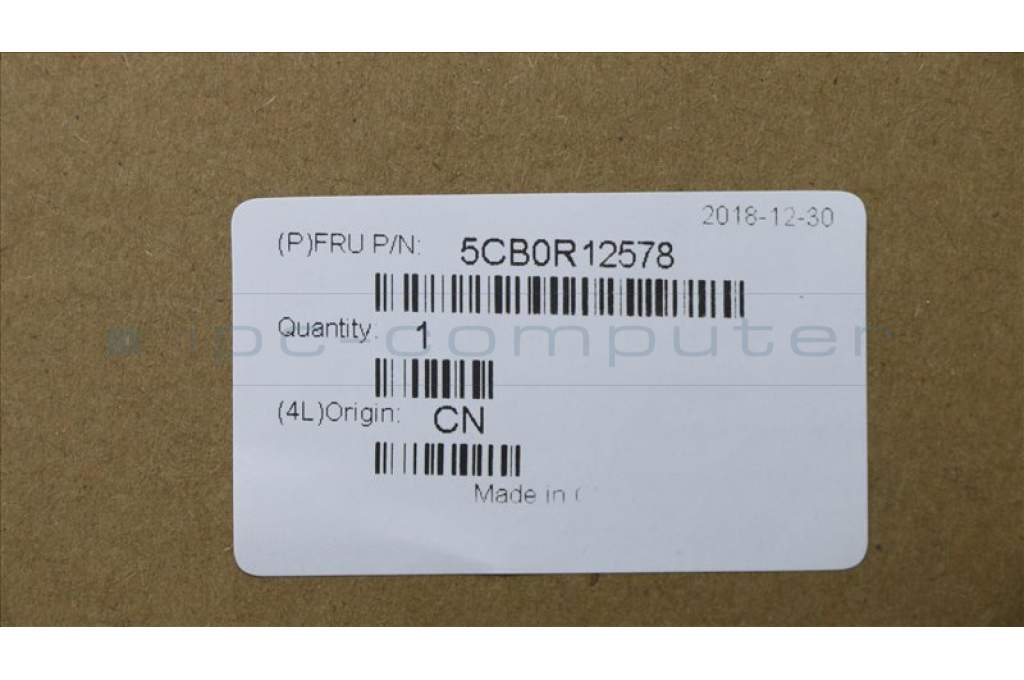 2018-12-30
(P)FRU P/N: 5CB0R12578
Quantity: 1
ipc-computer
(4L)Origin: CN
Made in